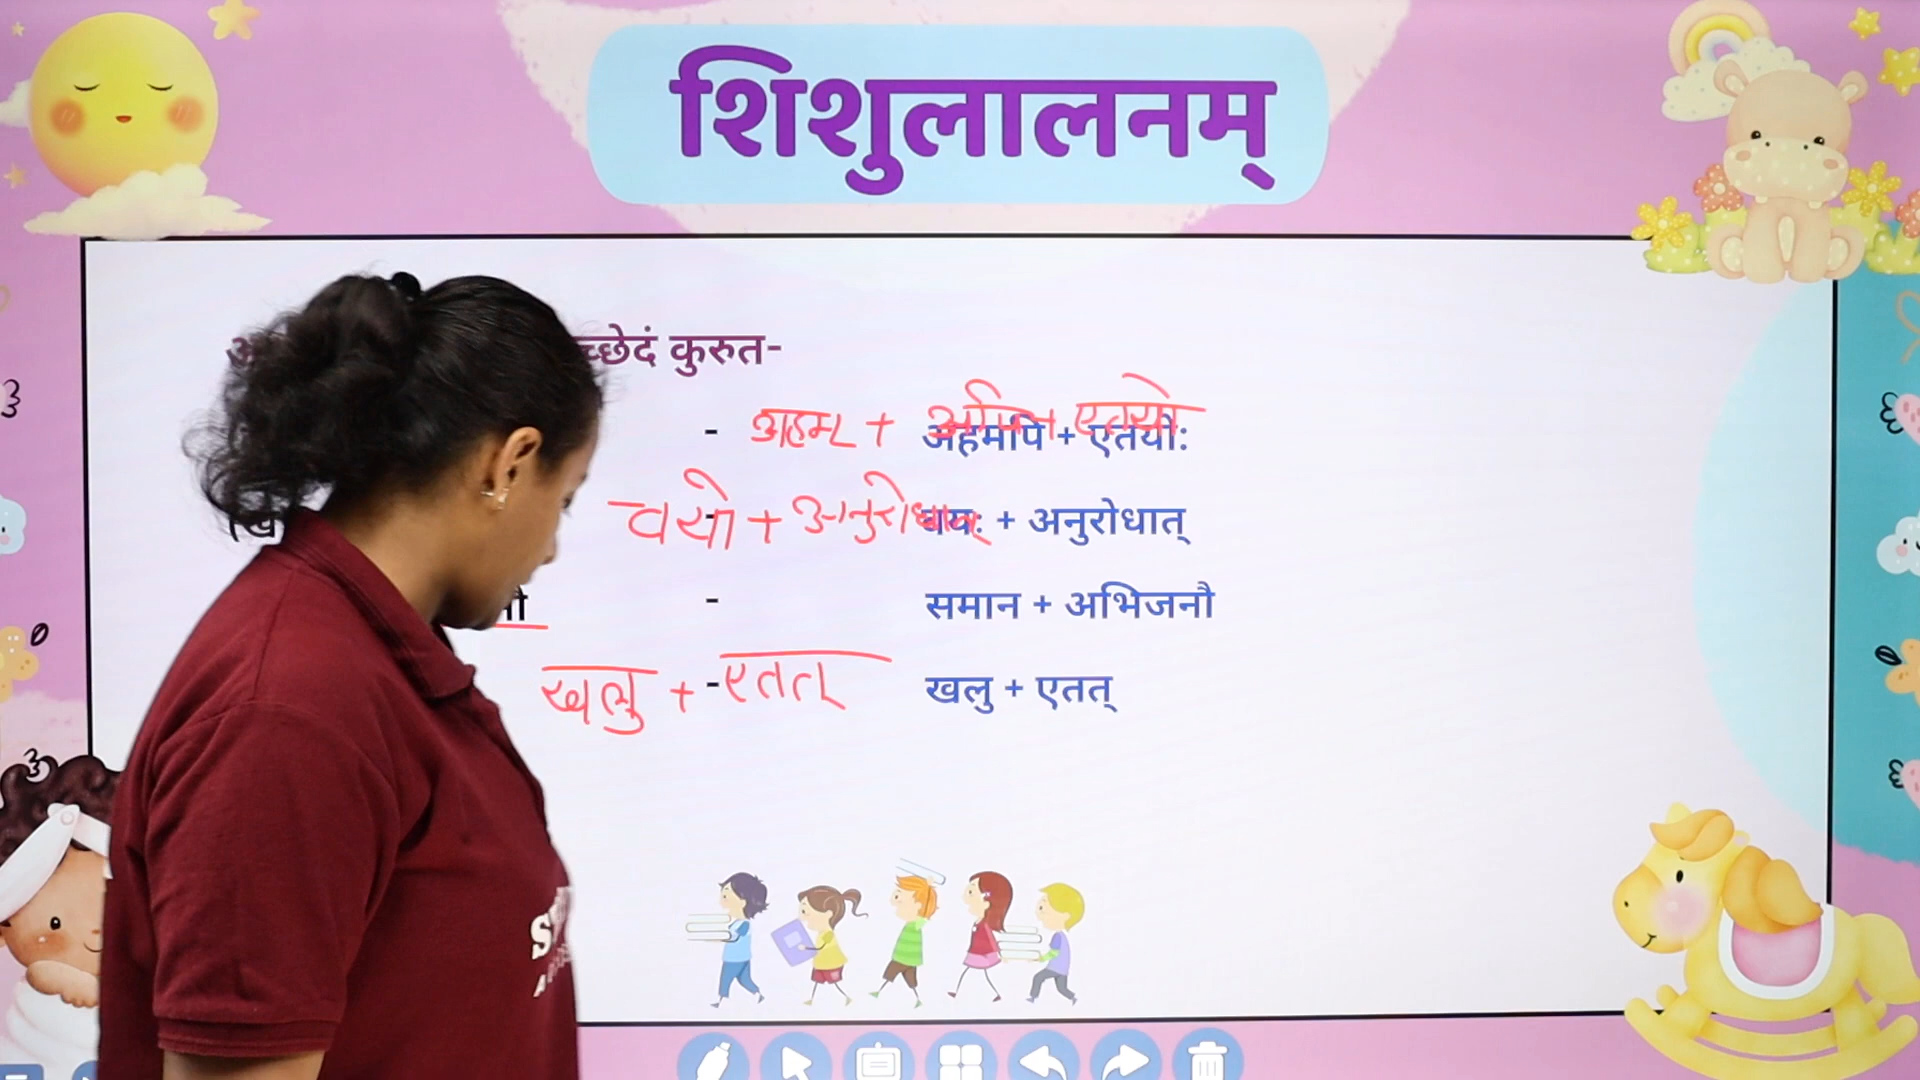 शिशुलालनम्
च्छेदं कुरुत-
- अहम् + अपि + एतयो
अहमपि + एतयोः
वयो + अनुरोधात्
वयः + अनुरोधात्
- समान + अभिजनौ
खलु + - एतत्
खलु + एतत्